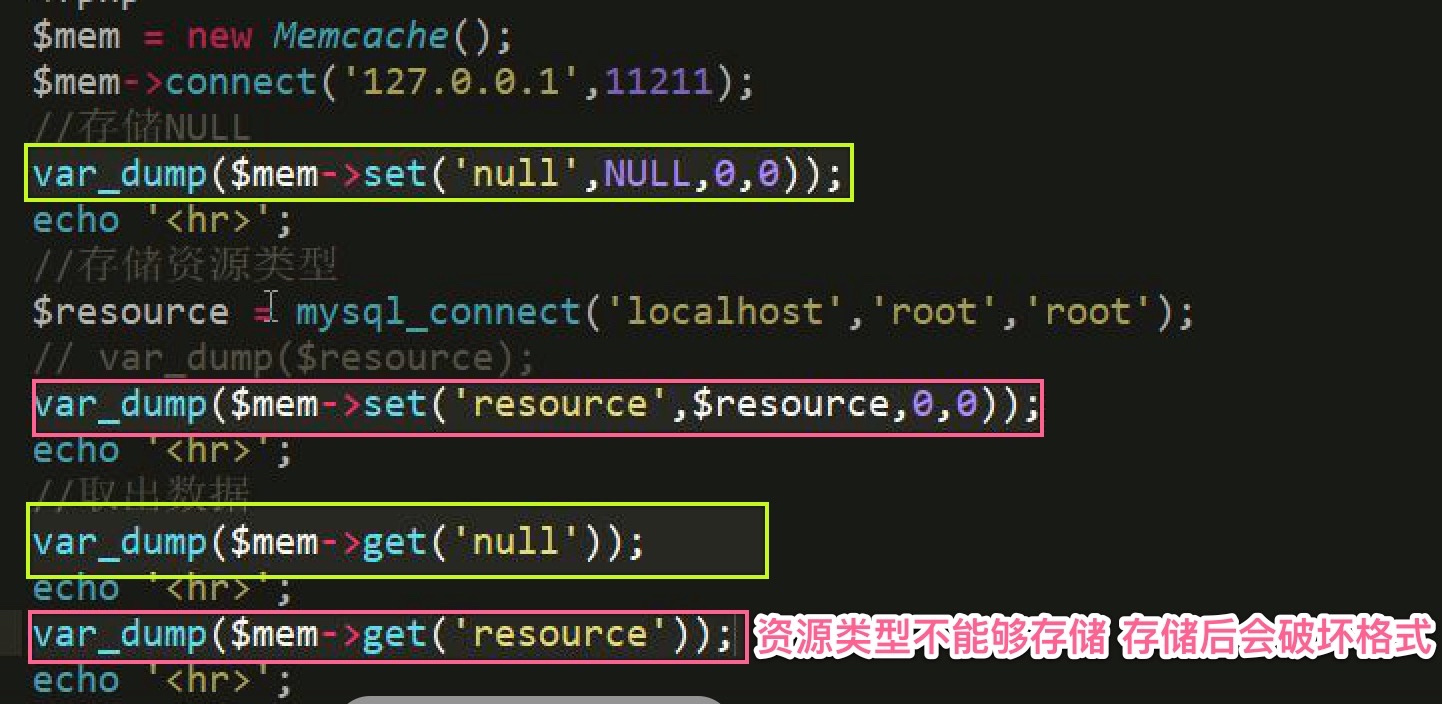 $mem = new Memcache();
$mem->connect('127.0.0.1',11211);
//存储NULL
var_dump($mem->set('null',NULL,0,0));
echo '<hr>';
//存储资源类型
$resource = mysql_connect('localhost','root','root');
// var_dump($resource);
var_dump($mem->set('resource',$resource,0,0));
echo '<hr>';
//取出数据
var_dump($mem->get('null'));
echo '<hr>';
var_dump($mem->get('resource')); 资源类型不能够存储 存储后会破坏格式
echo '<hr>';